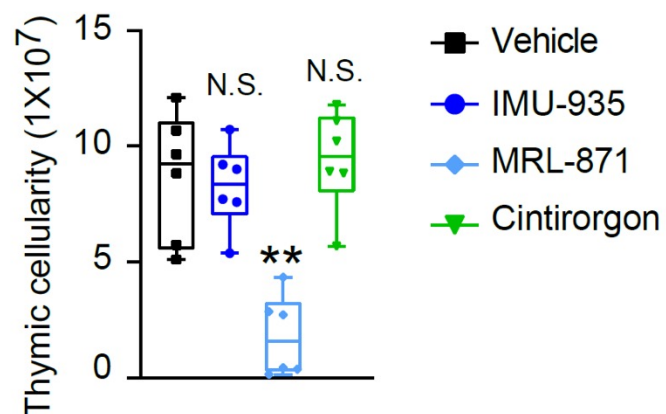 Thymic cellularity (1X10⁷)
15
10
5
0
N.S.
**
N.S.
Vehicle
IMU-935
MRL-871
Cintirorgon